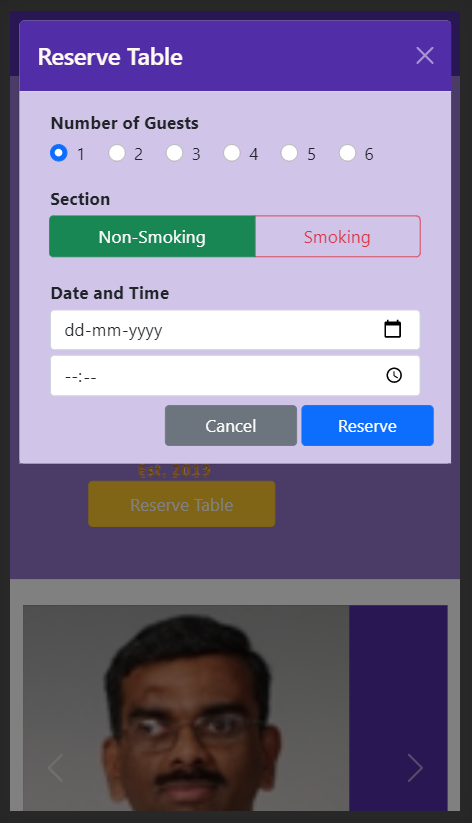 Reserve Table
Number of Guests
1 2 3 4 5 6
Section
Non-Smoking Smoking
Date and Time
dd-mm-yyyy
--:--
Cancel Reserve
Est. 2019
Reserve Table